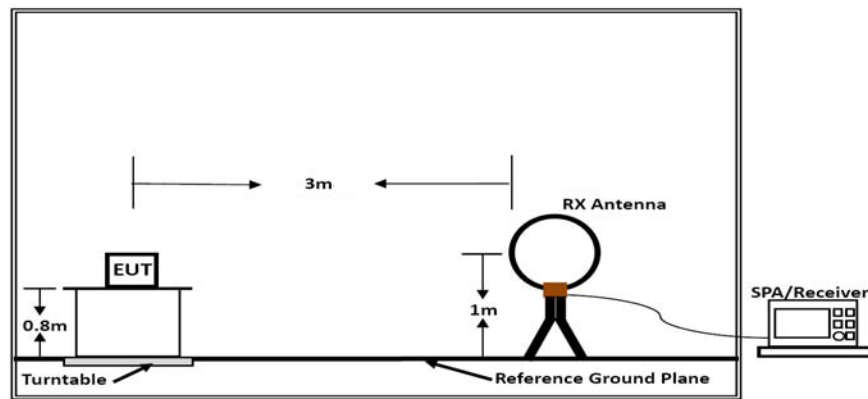 3m
RX Antenna
EUT
SPA/Receiver
0.8m
1m
Turntable
Reference Ground Plane